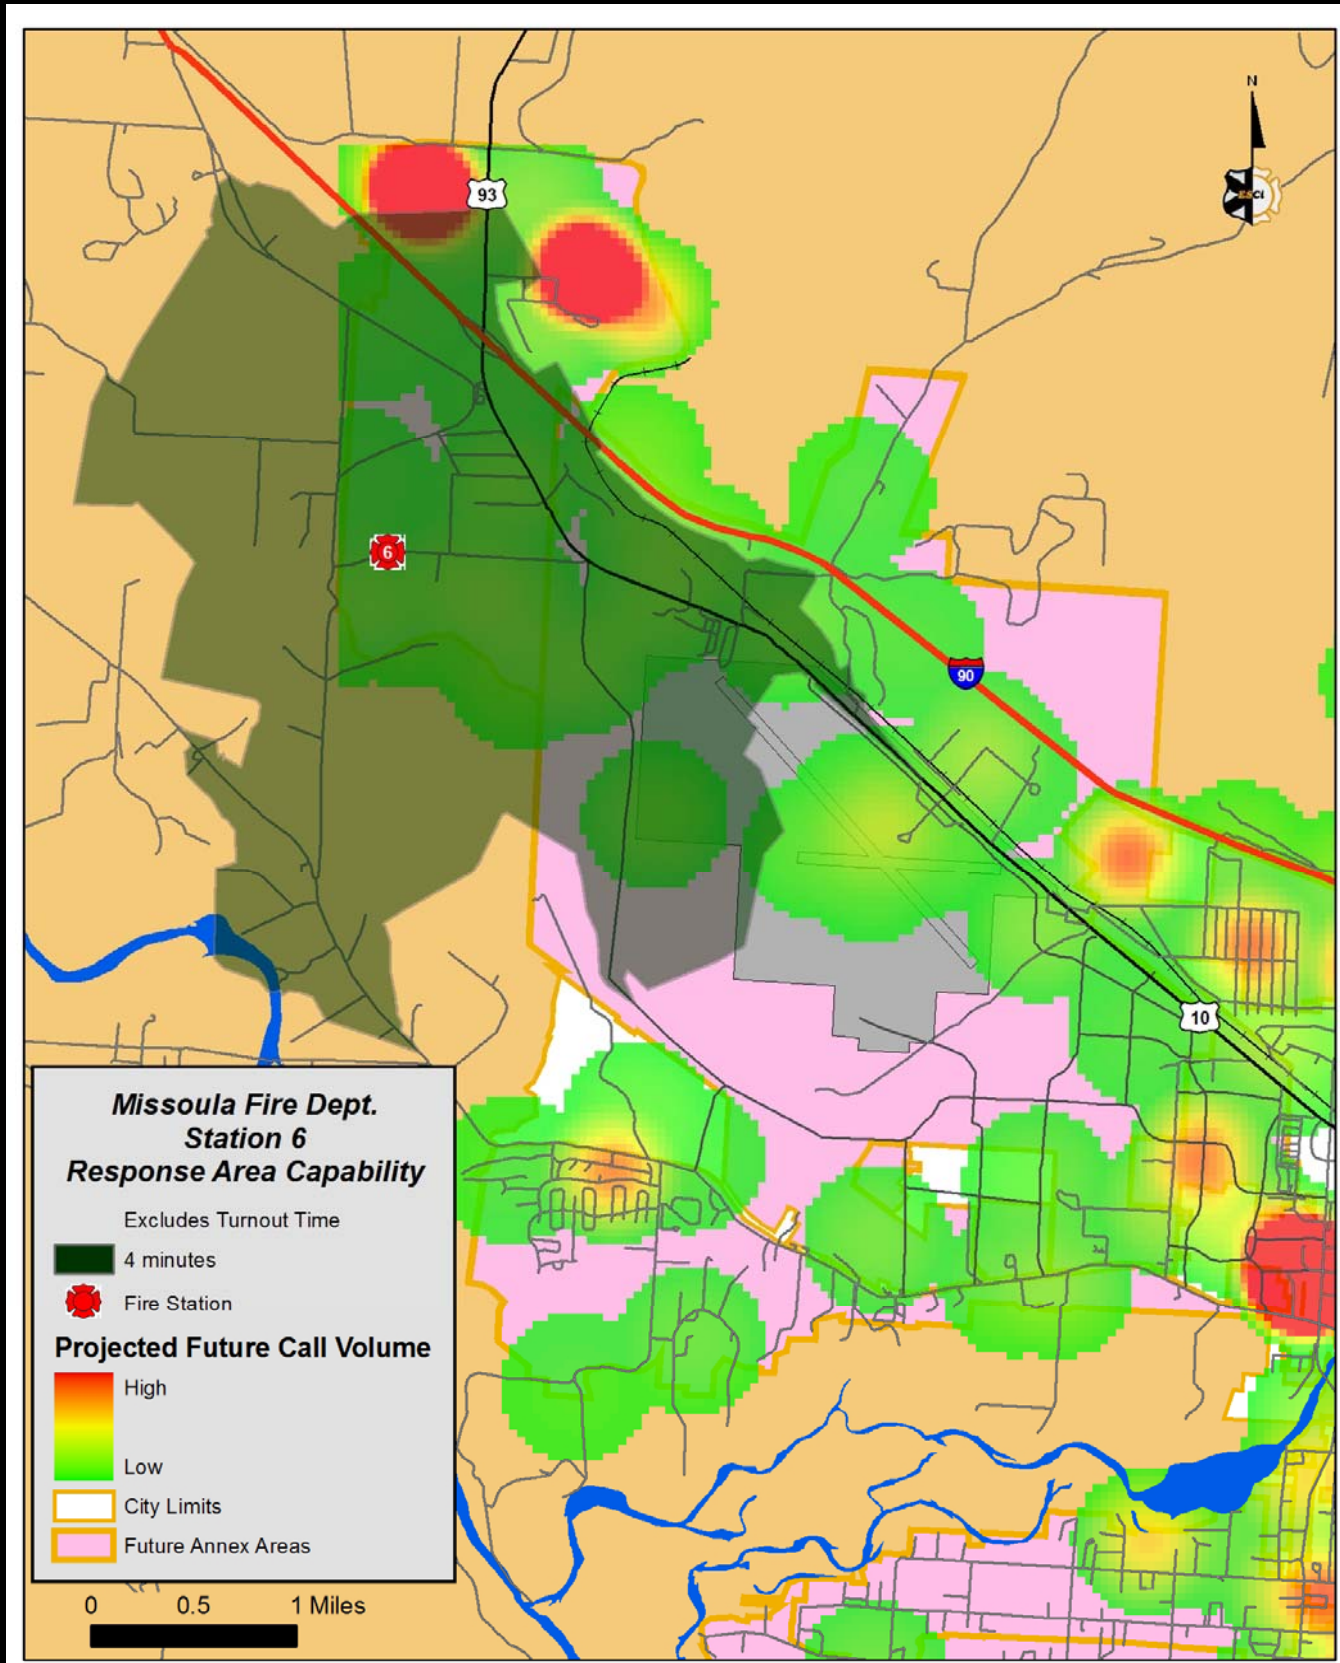 N
ESCi
93
6
90
10
Missoula Fire Dept.
Station 6
Response Area Capability
Excludes Turnout Time
4 minutes
Fire Station
Projected Future Call Volume
High
Low
City Limits
Future Annex Areas
0 0.5 1 Miles